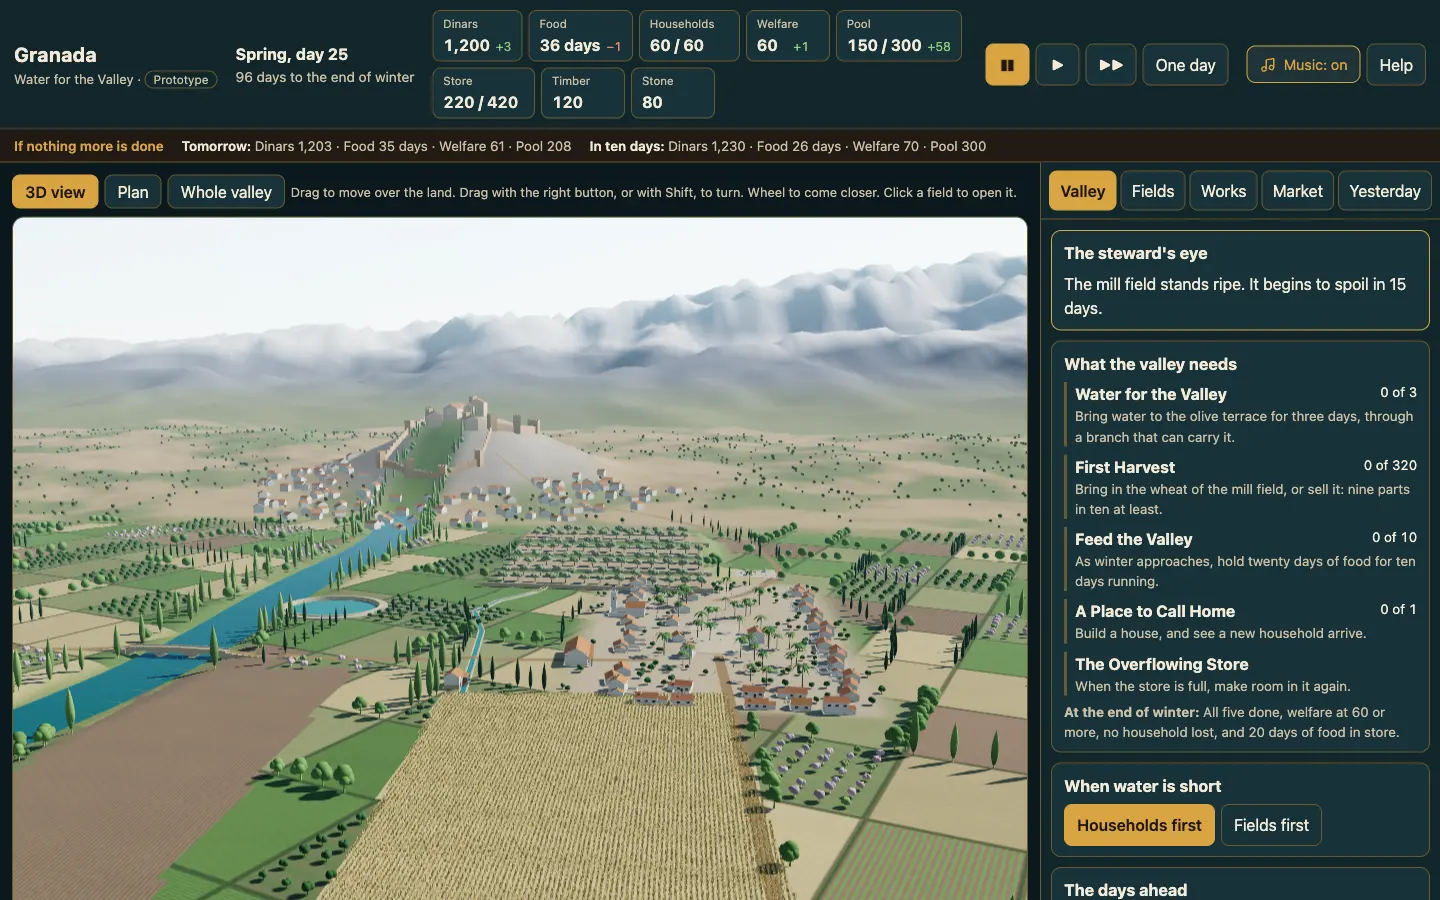 Granada
Water for the Valley · Prototype
Spring, day 25
96 days to the end of winter
Dinars
1,200 +3
Food
36 days −1
Households
60 / 60
Welfare
60 +1
Pool
150 / 300 +58
Store
220 / 420
Timber
120
Stone
80
One day
Music: on
Help
If nothing more is done Tomorrow: Dinars 1,203 · Food 35 days · Welfare 61 · Pool 208 In ten days: Dinars 1,230 · Food 26 days · Welfare 70 · Pool 300
3D view
Plan
Whole valley
Drag to move over the land. Drag with the right button, or with Shift, to turn. Wheel to come closer. Click a field to open it.
Valley
Fields
Works
Market
Yesterday
The steward's eye
The mill field stands ripe. It begins to spoil in 15
days.
What the valley needs
Water for the Valley 0 of 3
Bring water to the olive terrace for three days, through
a branch that can carry it.
First Harvest 0 of 320
Bring in the wheat of the mill field, or sell it: nine parts
in ten at least.
Feed the Valley 0 of 10
As winter approaches, hold twenty days of food for ten
days running.
A Place to Call Home 0 of 1
Build a house, and see a new household arrive.
The Overflowing Store
When the store is full, make room in it again.
At the end of winter: All five done, welfare at 60 or
more, no household lost, and 20 days of food in store.
When water is short
Households first
Fields first
The days ahead